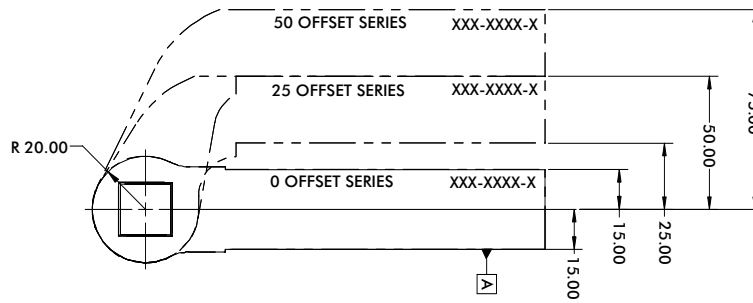 50 OFFSET SERIES XXX-XXXX-X
25 OFFSET SERIES XXX-XXXX-X
R 20.00
0 OFFSET SERIES XXX-XXXX-X
50.00
15.00
25.00
15.00
A